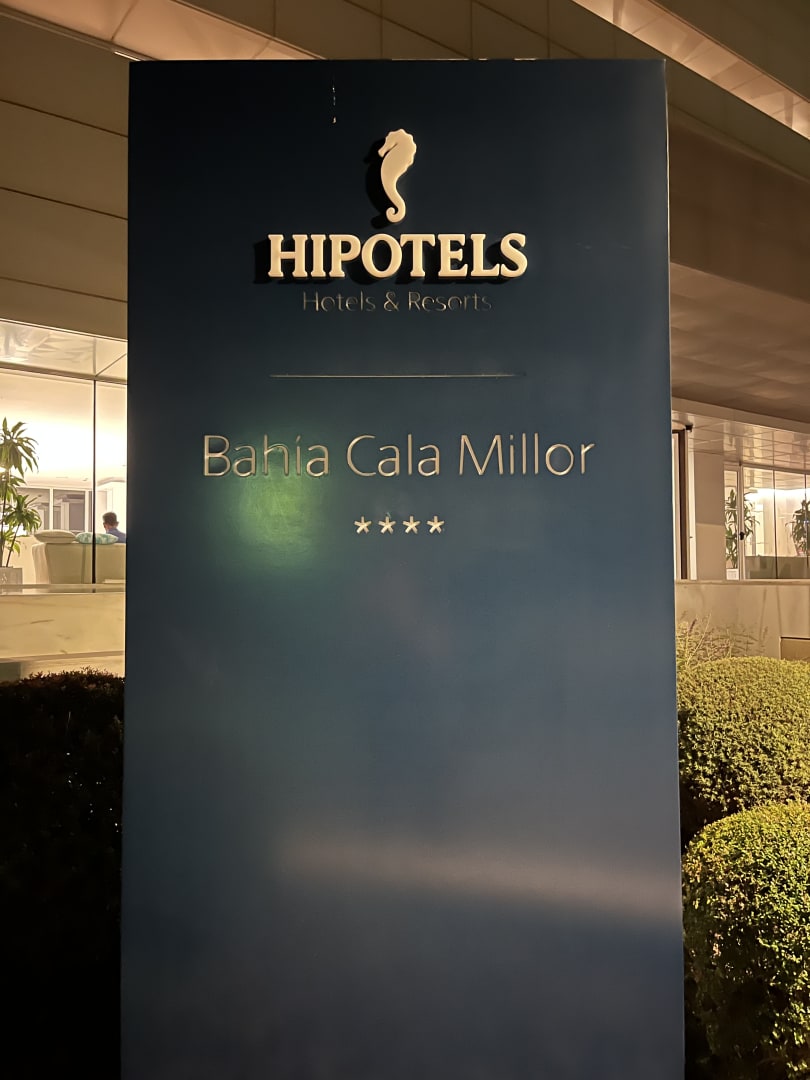 HIPOTELS
Hotels & Resorts
Bahía Cala Millor
****